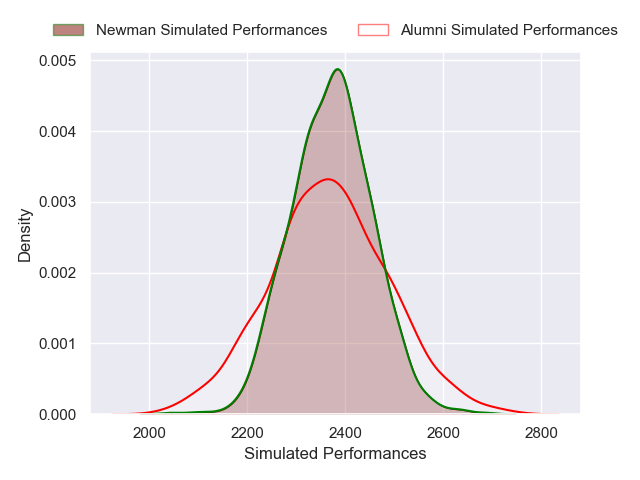 Newman Simulated Performances
Alumni Simulated Performances
0.005
0.004
0.003
0.002
0.001
0.000
Density
2000 2200 2400 2600 2800
Simulated Performances